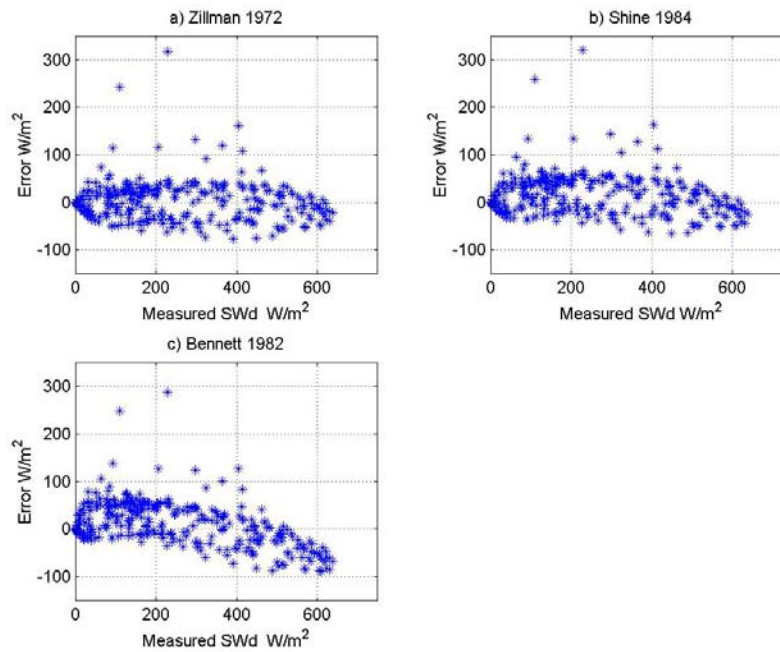 a) Zillman 1972
300
200
100
0
-100
Error W/m²
0 200 400 600
Measured SWd W/m²
b) Shine 1984
300
200
100
0
-100
Error W/m²
0 200 400 600
Measured SWd W/m²
c) Bennett 1982
300
200
100
0
-100
Error W/m²
0 200 400 600
Measured SWd W/m²